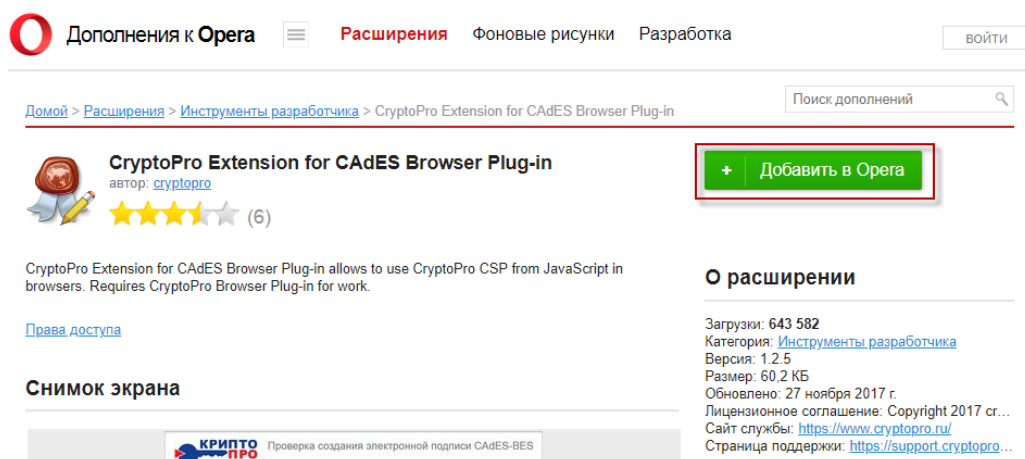 Дополнения к Opera
Расширения
Фоновые рисунки
Разработка
ВОЙТИ
Домой > Расширения > Инструменты разработчика > CryptoPro Extension for CAdES Browser Plug-in
Поиск дополнений
CryptoPro Extension for CAdES Browser Plug-in
автор: cryptopro
(6)
+ Добавить в Opera
CryptoPro Extension for CAdES Browser Plug-in allows to use CryptoPro CSP from JavaScript in
browsers. Requires CryptoPro Browser Plug-in for work.
Права доступа
О расширении
Загрузки: 643 582
Категория: Инструменты разработчика
Версия: 1.2.5
Размер: 60,2 КБ
Обновлено: 27 ноября 2017 г.
Лицензионное соглашение: Copyright 2017 cr...
Сайт службы: https://www.cryptopro.ru/
Страница поддержки: https://support.cryptopro...
Снимок экрана
КРИПТО
ПРО
Проверка создания электронной подписи CAdES-BES